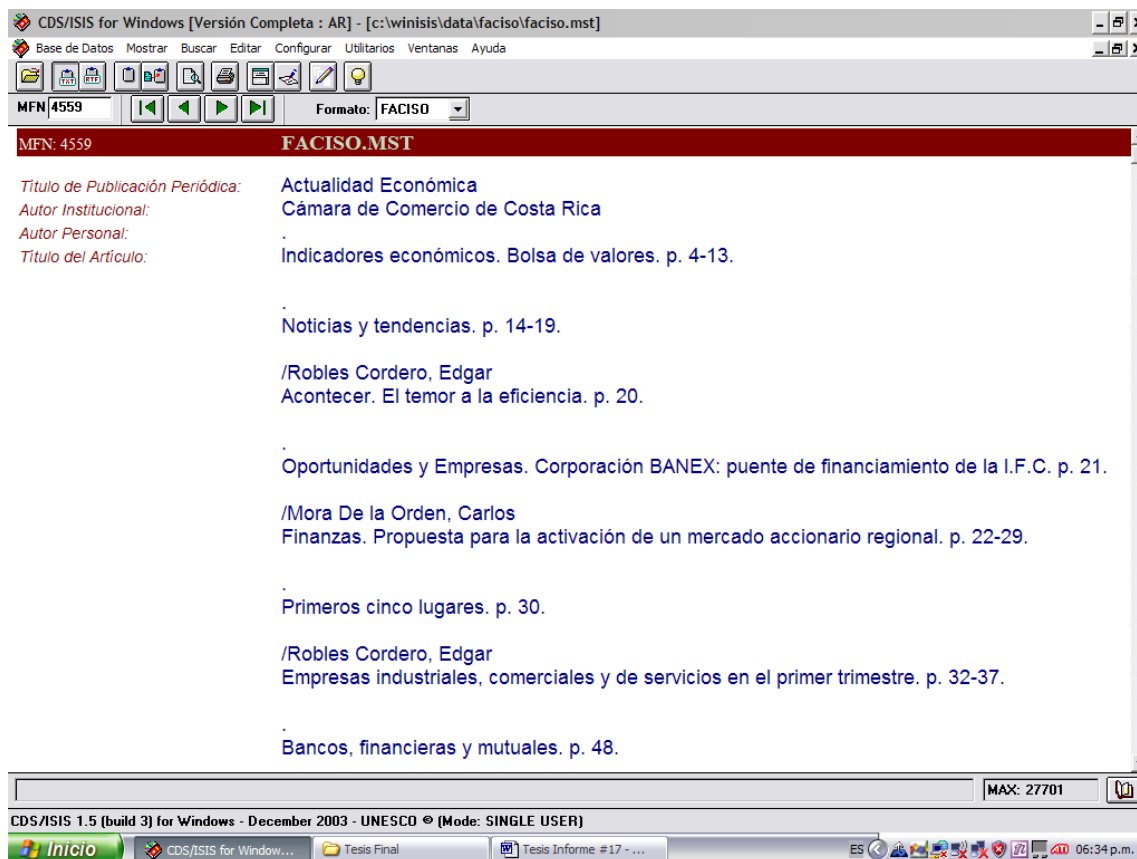 CDS/ISIS for Windows [Versión Completa : AR] - [c:\winisis\data\faciso\faciso.mst]
Base de Datos Mostrar Buscar Editar Configurar Utilitarios Ventanas Ayuda
TXT RTF
MFN 4559 Formato: FACISO
MFN: 4559 FACISO.MST
Título de Publicación Periódica: Actualidad Económica
Autor Institucional: Cámara de Comercio de Costa Rica
Autor Personal: .
Título del Artículo: Indicadores económicos. Bolsa de valores. p. 4-13.
.
Noticias y tendencias. p. 14-19.
/Robles Cordero, Edgar
Acontecer. El temor a la eficiencia. p. 20.
.
Oportunidades y Empresas. Corporación BANEX: puente de financiamiento de la I.F.C. p. 21.
/Mora De la Orden, Carlos
Finanzas. Propuesta para la activación de un mercado accionario regional. p. 22-29.
.
Primeros cinco lugares. p. 30.
/Robles Cordero, Edgar
Empresas industriales, comerciales y de servicios en el primer trimestre. p. 32-37.
.
Bancos, financieras y mutuales. p. 48.
MAX: 27701
CDS/ISIS 1.5 (build 3) for Windows - December 2003 - UNESCO © (Mode: SINGLE USER)
Inicio CDS/ISIS for Window... Tesis Final Tesis Informe #17 - ... ES 06:34 p.m.